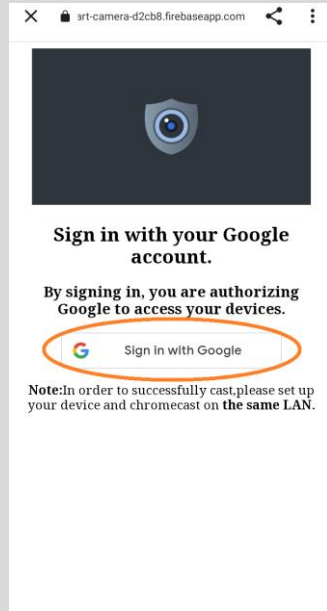 art-camera-d2cb8.firebaseapp.com
Sign in with your Google
account.
By signing in, you are authorizing
Google to access your devices.
Sign in with Google
Note:In order to successfully cast,please set up
your device and chromecast on the same LAN.